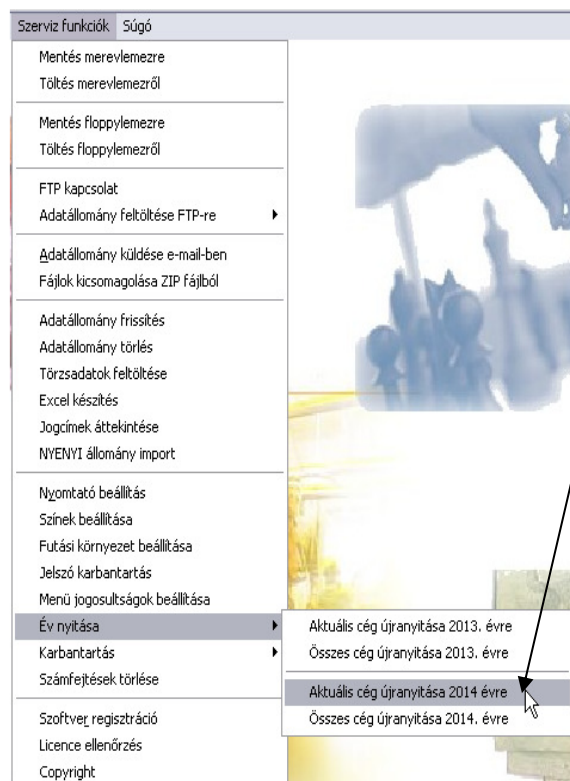 Szerviz funkciók Súgó
Mentés merevlemezre
Töltés merevlemezről
Mentés floppylemezre
Töltés floppylemezről
FTP kapcsolat
Adatállomány feltöltése FTP-re
Adatállomány küldése e-mail-ben
Fájlok kicsomagolása ZIP fájlból
Adatállomány frissítés
Adatállomány törlés
Törzsadatok feltöltése
Excel készítés
Jogcímek áttekintése
NYENYI állomány import
Nyomtató beállítás
Színek beállítása
Futási környezet beállítása
Jelszó karbantartás
Menü jogosultságok beállítása
Év nyitása
Aktuális cég újranyitása 2013. évre
Összes cég újranyitása 2013. évre
Aktuális cég újranyitása 2014 évre
Összes cég újranyitása 2014. évre
Karbantartás
Számfejtések törlése
Szoftver regisztráció
Licence ellenőrzés
Copyright